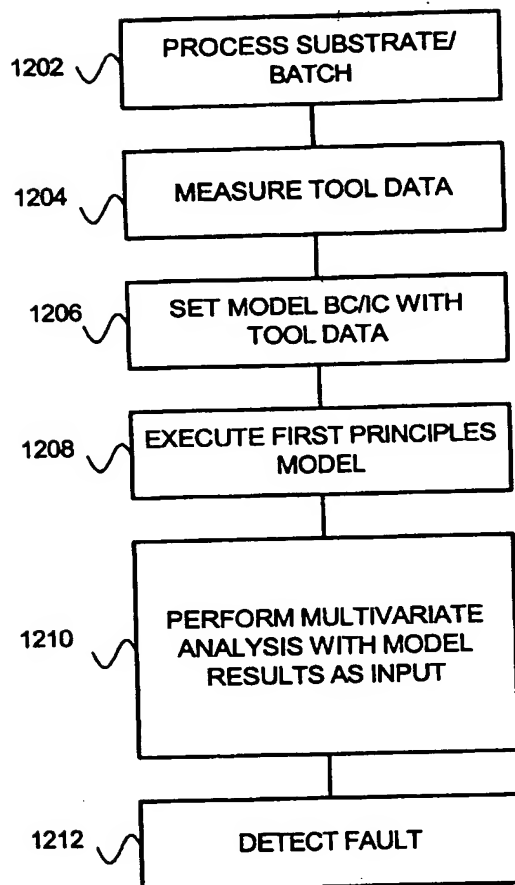 1202
PROCESS SUBSTRATE/
BATCH
1204
MEASURE TOOL DATA
1206
SET MODEL BC/IC WITH
TOOL DATA
1208
EXECUTE FIRST PRINCIPLES
MODEL
1210
PERFORM MULTIVARIATE
ANALYSIS WITH MODEL
RESULTS AS INPUT
1212
DETECT FAULT